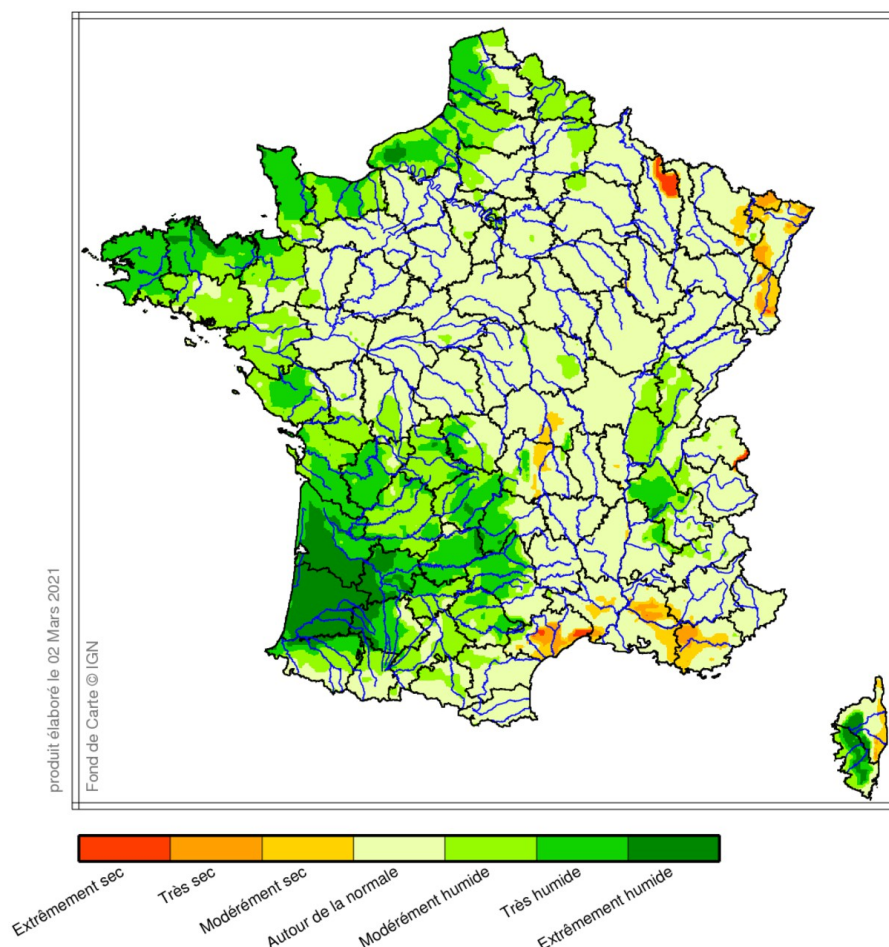 produit élaboré le 02 Mars 2021
Fond de Carte © IGN
Extrêmement sec
Très sec
Modérément sec
Autour de la normale
Modérément humide
Très humide
Extrêmement humide